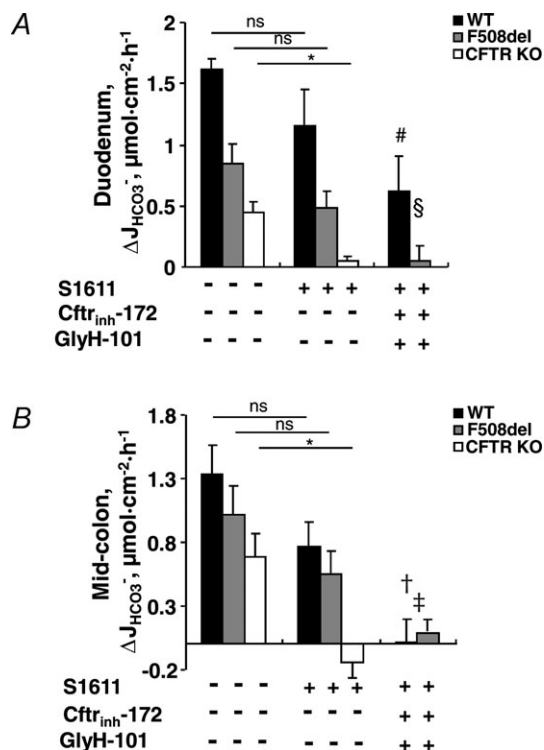 A
2
1.5
1
0.5
0
Duodenum,
ΔJHCO3-, µmol·cm-2·h-1
ns
ns
*
#
§
WT
F508del
CFTR KO
S1611 - - - + + + + +
Cftrinh-172 - - - - - - + +
GlyH-101 - - - - - - + +
B
1.8
1.3
0.8
0.3
-0.2
Mid-colon,
ΔJHCO3-, µmol·cm-2·h-1
ns
ns
*
†
‡
WT
F508del
CFTR KO
S1611 - - - + + + + +
Cftrinh-172 - - - - - - + +
GlyH-101 - - - - - - + +